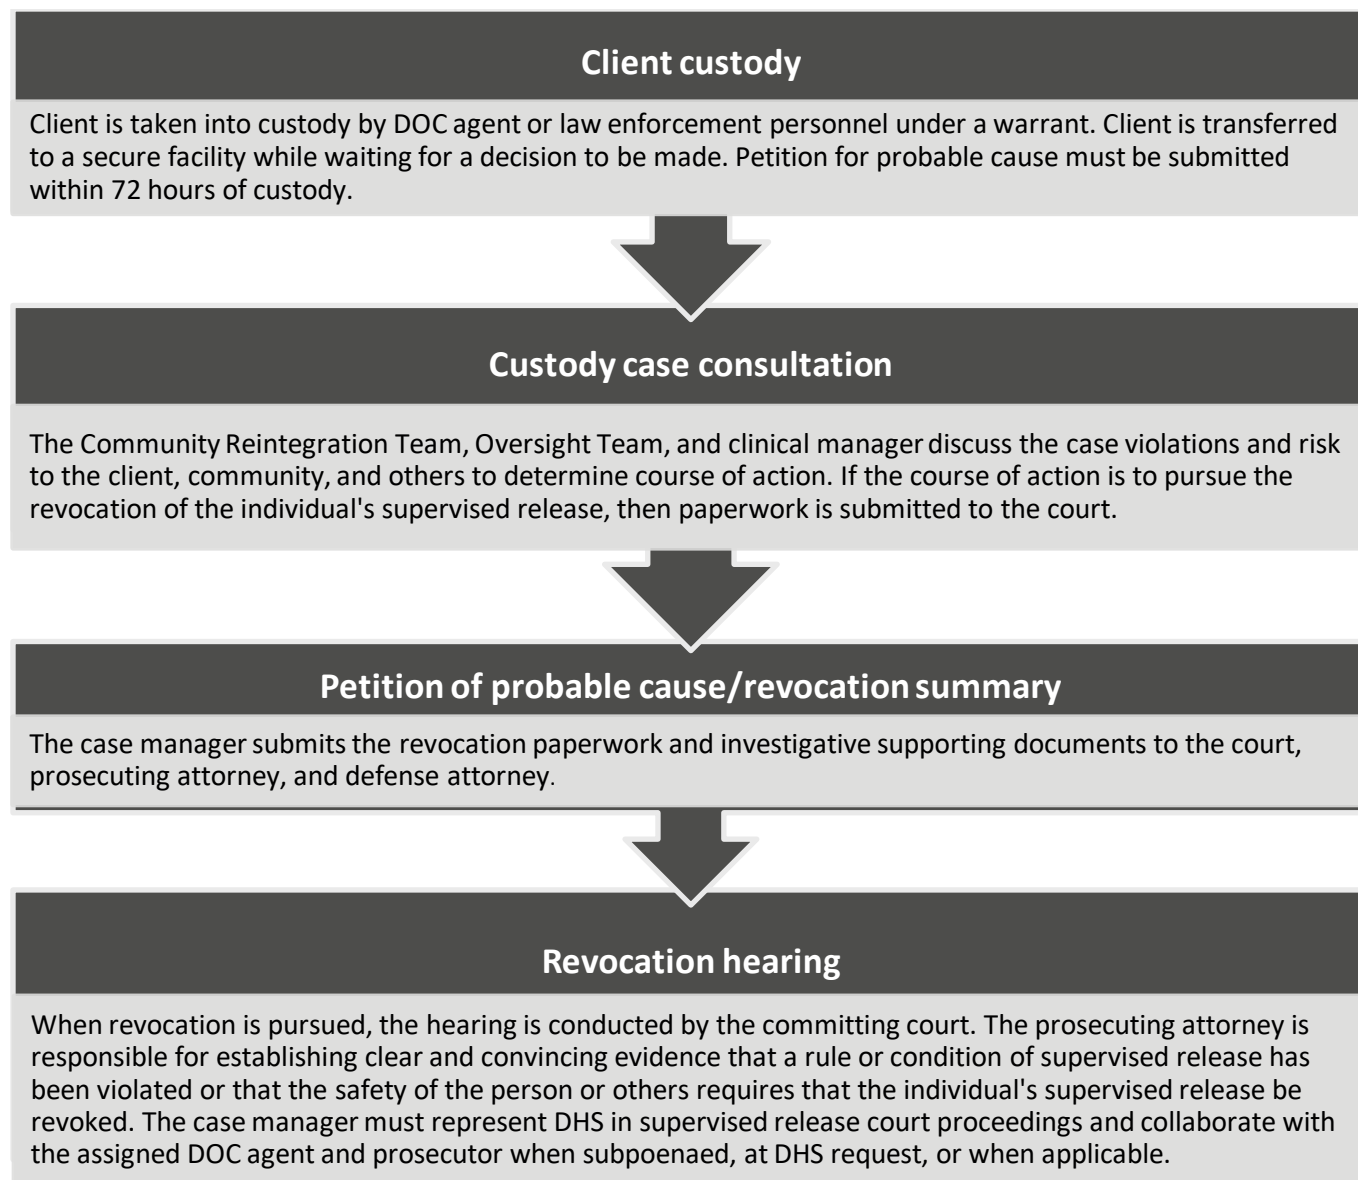 Client custody
Client is taken into custody by DOC agent or law enforcement personnel under a warrant. Client is transferred
to a secure facility while waiting for a decision to be made. Petition for probable cause must be submitted
within 72 hours of custody.
Custody case consultation
The Community Reintegration Team, Oversight Team, and clinical manager discuss the case violations and risk
to the client, community, and others to determine course of action. If the course of action is to pursue the
revocation of the individual's supervised release, then paperwork is submitted to the court.
Petition of probable cause/revocation summary
The case manager submits the revocation paperwork and investigative supporting documents to the court,
prosecuting attorney, and defense attorney.
Revocation hearing
When revocation is pursued, the hearing is conducted by the committing court. The prosecuting attorney is
responsible for establishing clear and convincing evidence that a rule or condition of supervised release has
been violated or that the safety of the person or others requires that the individual's supervised release be
revoked. The case manager must represent DHS in supervised release court proceedings and collaborate with
the assigned DOC agent and prosecutor when subpoenaed, at DHS request, or when applicable.